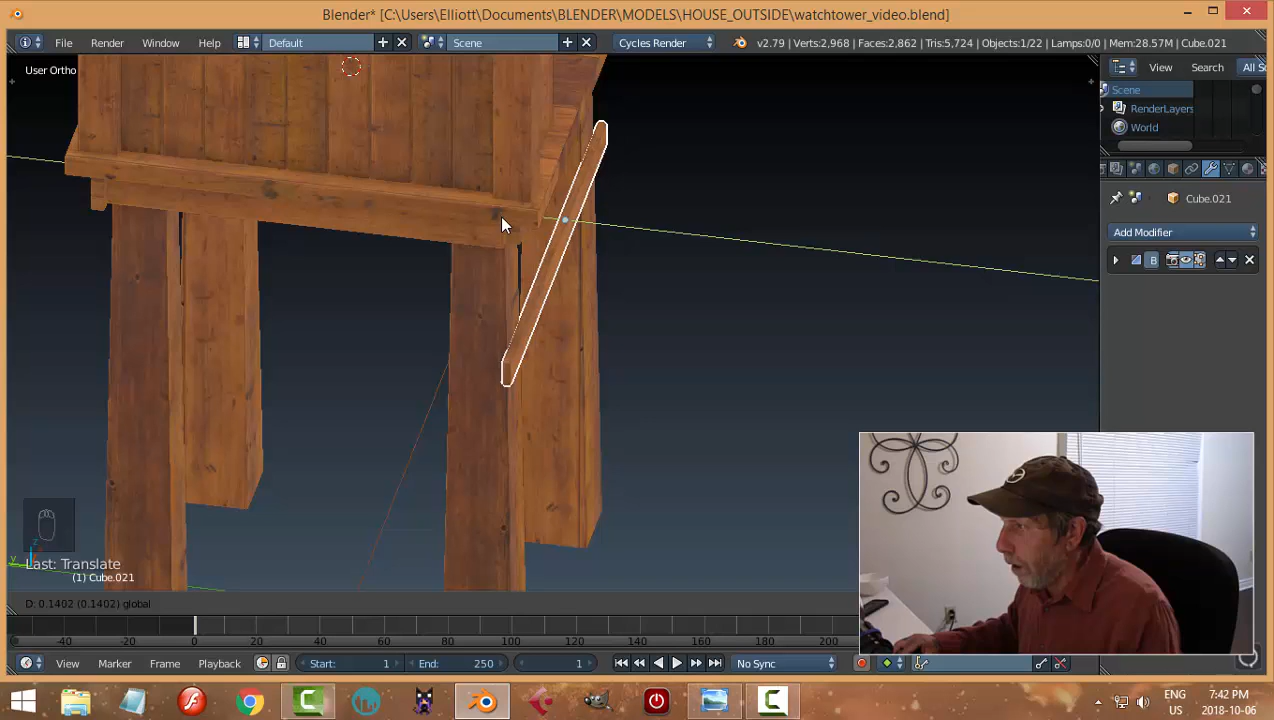 Blender* [C:\Users\Elliott\Documents\BLENDER\MODELS\HOUSE_OUTSIDE\watchtower_video.blend]
File Render Window Help Default Scene Cycles Render v2.79 | Verts:2,968 | Faces:2,862 | Tris:5,724 | Objects:1/22 | Lamps:0/0 | Mem:28.57M | Cube.021
User Ortho
View Search All S
Scene
RenderLayers
World
Cube.021
Add Modifier
B
Last: Translate
(1) Cube.021
D: 0.1402 (0.1402) global
-40 -20 0 20 40 60 80 100 120 140 160 180 200
View Marker Frame Playback Start: 1 End: 250 1 No Sync
ENG
US
7:42 PM
2018-10-06